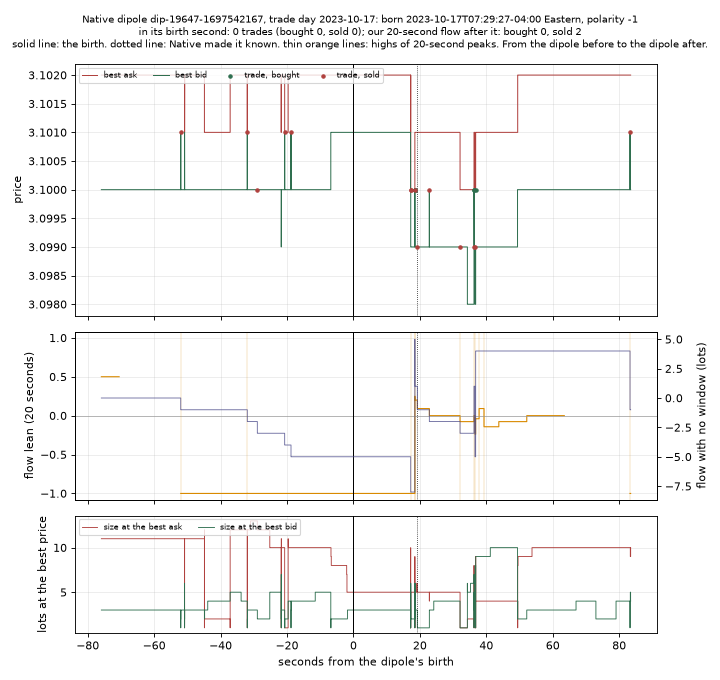 Native dipole dip-19647-1697542167, trade day 2023-10-17: born 2023-10-17T07:29:27-04:00 Eastern, polarity -1
in its birth second: 0 trades (bought 0, sold 0); our 20-second flow after it: bought 0, sold 2
solid line: the birth. dotted line: Native made it known. thin orange lines: highs of 20-second peaks. From the dipole before to the dipole after.
best ask best bid trade, bought trade, sold
3.1020
3.1015
3.1010
3.1005
3.1000
3.0995
3.0990
3.0985
3.0980
price
1.0
0.5
0.0
−0.5
−1.0
flow lean (20 seconds)
5.0
2.5
0.0
−2.5
−5.0
−7.5
flow with no window (lots)
size at the best ask size at the best bid
10
5
lots at the best price
−80 −60 −40 −20 0 20 40 60 80
seconds from the dipole's birth